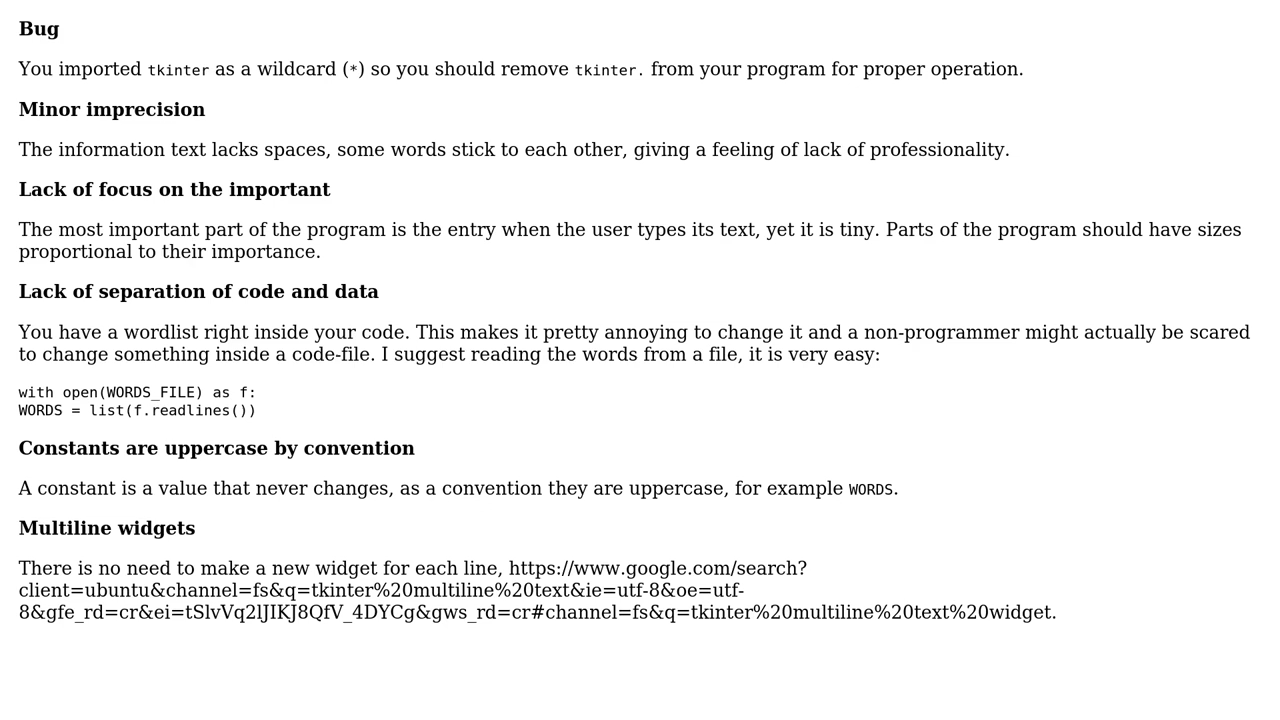 Bug
You imported tkinter as a wildcard (*) so you should remove tkinter. from your program for proper operation.
Minor imprecision
The information text lacks spaces, some words stick to each other, giving a feeling of lack of professionality.
Lack of focus on the important
The most important part of the program is the entry when the user types its text, yet it is tiny. Parts of the program should have sizes
proportional to their importance.
Lack of separation of code and data
You have a wordlist right inside your code. This makes it pretty annoying to change it and a non-programmer might actually be scared
to change something inside a code-file. I suggest reading the words from a file, it is very easy:
with open(WORDS_FILE) as f:
WORDS = list(f.readlines())
Constants are uppercase by convention
A constant is a value that never changes, as a convention they are uppercase, for example WORDS.
Multiline widgets
There is no need to make a new widget for each line, https://www.google.com/search?
client=ubuntu&channel=fs&q=tkinter%20multiline%20text&ie=utf-8&oe=utf-
8&gfe_rd=cr&ei=tSlvVq2lJIKJ8QfV_4DYCg&gws_rd=cr#channel=fs&q=tkinter%20multiline%20text%20widget.